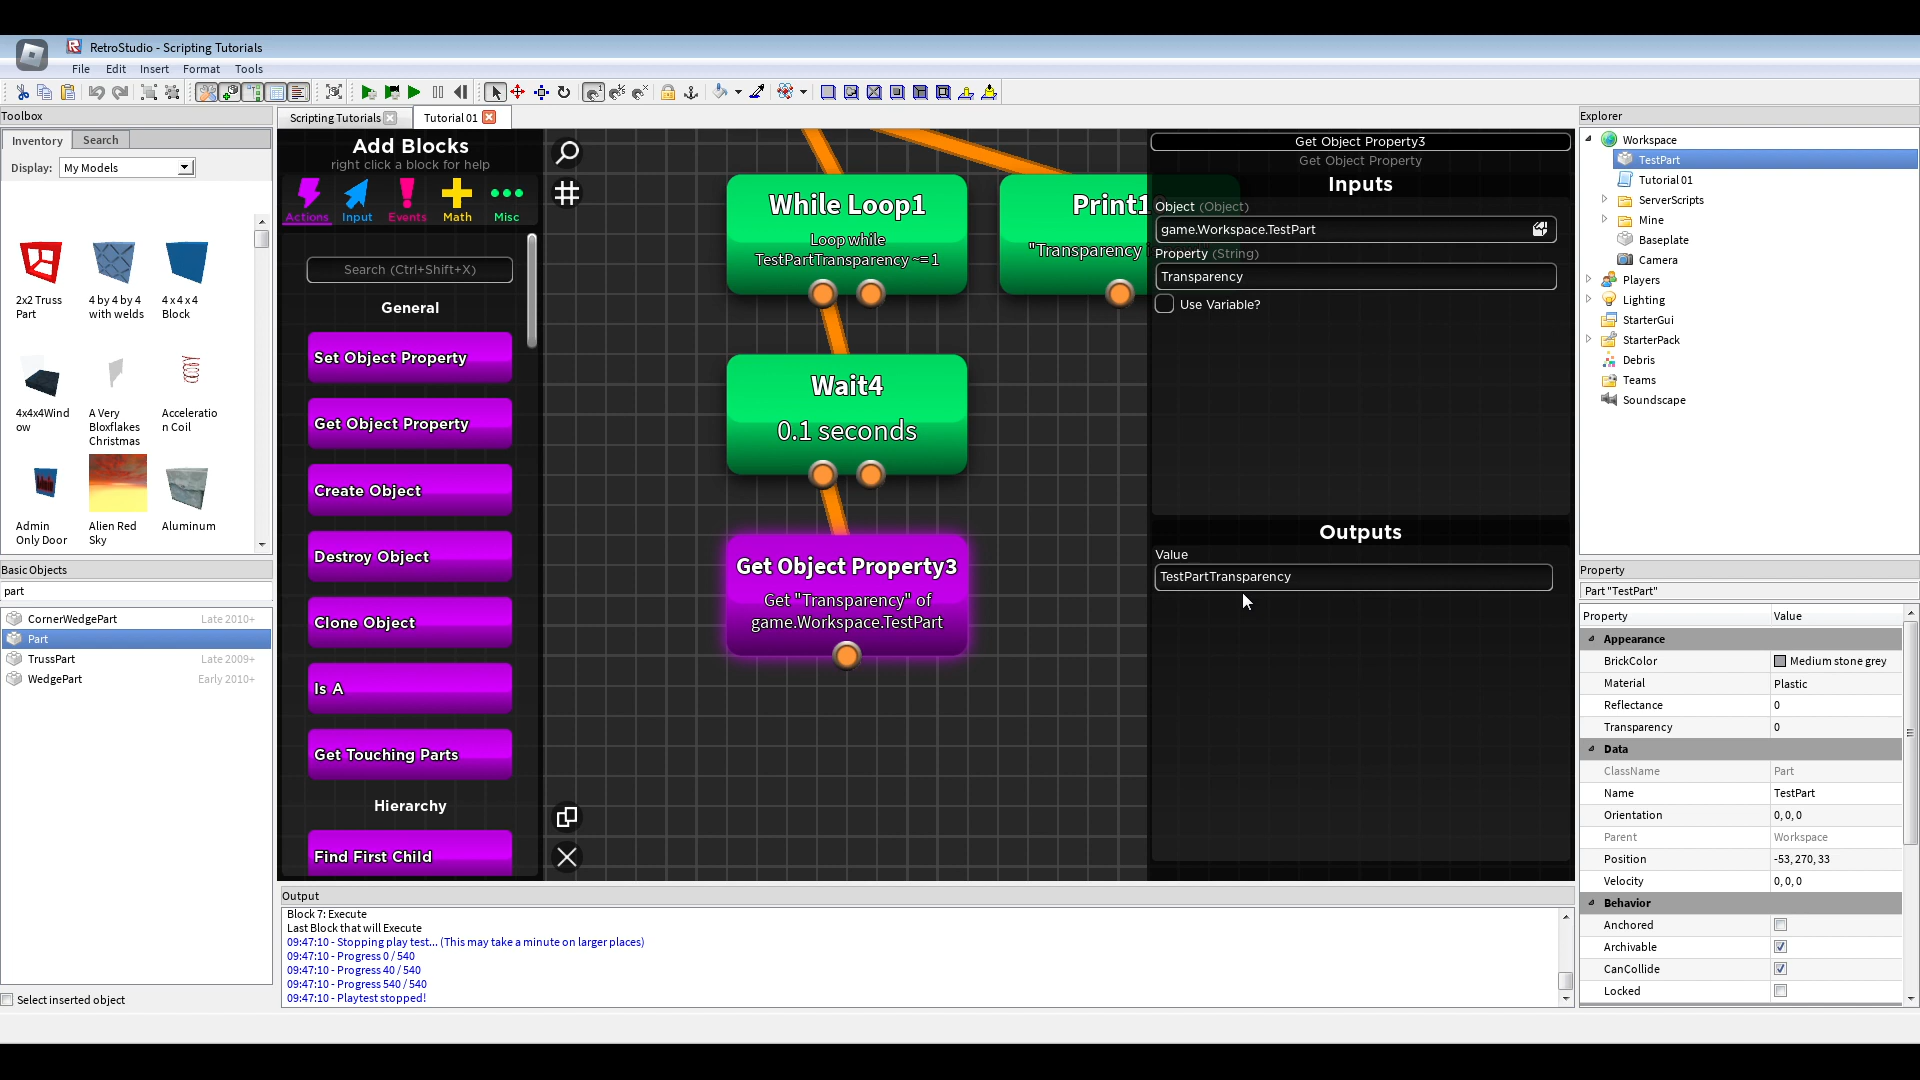 RetroStudio - Scripting Tutorials
File Edit Insert Format Tools
Toolbox
Inventory Search
Display: My Models
2x2 Truss
Part
4 by 4 by 4
with welds
4 x 4 x 4
Block
4x4x4Wind
ow
A Very
Bloxflakes
Christmas
Acceleratio
n Coil
Admin
Only Door
Alien Red
Sky
Aluminum
Basic Objects
part
CornerWedgePart Late 2010+
Part
TrussPart Late 2009+
WedgePart Early 2010+
Select inserted object
Scripting Tutorials Tutorial 01
Add Blocks
right click a block for help
Actions Input Events Math Misc
Search (Ctrl+Shift+X)
General
Set Object Property
Get Object Property
Create Object
Destroy Object
Clone Object
Is A
Get Touching Parts
Hierarchy
Find First Child
While Loop1
Loop while
TestPartTransparency ~= 1
Print1
"Transparency
Wait4
0.1 seconds
Get Object Property3
Get "Transparency" of
game.Workspace.TestPart
Get Object Property3
Get Object Property
Inputs
Object (Object)
game.Workspace.TestPart
Property (String)
Transparency
Use Variable?
Outputs
Value
TestPartTransparency
Output
Block 7: Execute
Last Block that will Execute
09:47:10 - Stopping play test... (This may take a minute on larger places)
09:47:10 - Progress 0 / 540
09:47:10 - Progress 40 / 540
09:47:10 - Progress 540 / 540
09:47:10 - Playtest stopped!
Explorer
Workspace
TestPart
Tutorial 01
ServerScripts
Mine
Baseplate
Camera
Players
Lighting
StarterGui
StarterPack
Debris
Teams
Soundscape
Property
Part "TestPart"
Property Value
Appearance
BrickColor Medium stone grey
Material Plastic
Reflectance 0
Transparency 0
Data
ClassName Part
Name TestPart
Orientation 0, 0, 0
Parent Workspace
Position -53, 270, 33
Velocity 0, 0, 0
Behavior
Anchored
Archivable
CanCollide
Locked